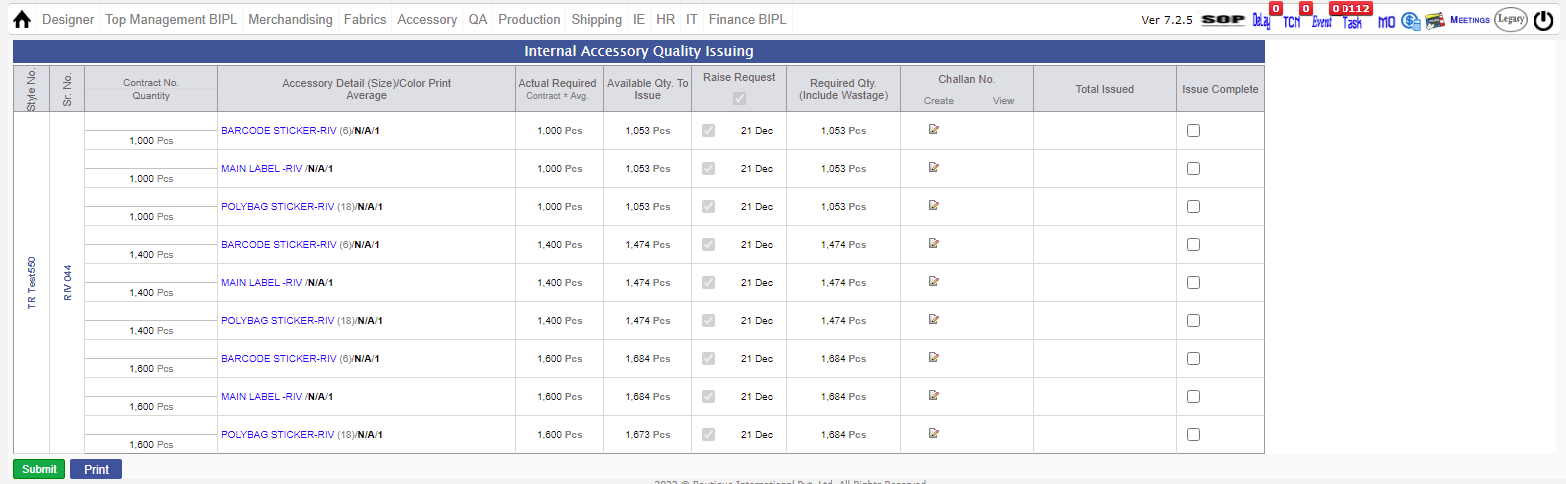 Designer Top Management BIPL Merchandising Fabrics Accessory QA Production Shipping IE HR IT Finance BIPL Ver 7.2.5 SOP Delay 0 TCN 0 Event 0 0112 Task MO MEETINGS Legacy
Internal Accessory Quality Issuing
Style No. Sr. No. Contract No. Quantity Accessory Detail (Size)/Color Print Average Actual Required Contract * Avg. Available Qty. To Issue Raise Request Required Qty. (Include Wastage) Challan No. Create View Total Issued Issue Complete
TR Test550 RIV 044
1,000 Pcs BARCODE STICKER-RIV (6)/N/A/1 1,000 Pcs 1,053 Pcs 21 Dec 1,053 Pcs
1,000 Pcs MAIN LABEL -RIV /N/A/1 1,000 Pcs 1,053 Pcs 21 Dec 1,053 Pcs
1,000 Pcs POLYBAG STICKER-RIV (18)/N/A/1 1,000 Pcs 1,053 Pcs 21 Dec 1,053 Pcs
1,400 Pcs BARCODE STICKER-RIV (6)/N/A/1 1,400 Pcs 1,474 Pcs 21 Dec 1,474 Pcs
1,400 Pcs MAIN LABEL -RIV /N/A/1 1,400 Pcs 1,474 Pcs 21 Dec 1,474 Pcs
1,400 Pcs POLYBAG STICKER-RIV (18)/N/A/1 1,400 Pcs 1,474 Pcs 21 Dec 1,474 Pcs
1,600 Pcs BARCODE STICKER-RIV (6)/N/A/1 1,600 Pcs 1,684 Pcs 21 Dec 1,684 Pcs
1,600 Pcs MAIN LABEL -RIV /N/A/1 1,600 Pcs 1,684 Pcs 21 Dec 1,684 Pcs
1,600 Pcs POLYBAG STICKER-RIV (18)/N/A/1 1,600 Pcs 1,673 Pcs 21 Dec 1,684 Pcs
Submit Print
© Boutique International Pvt. Ltd. All Rights Reserved